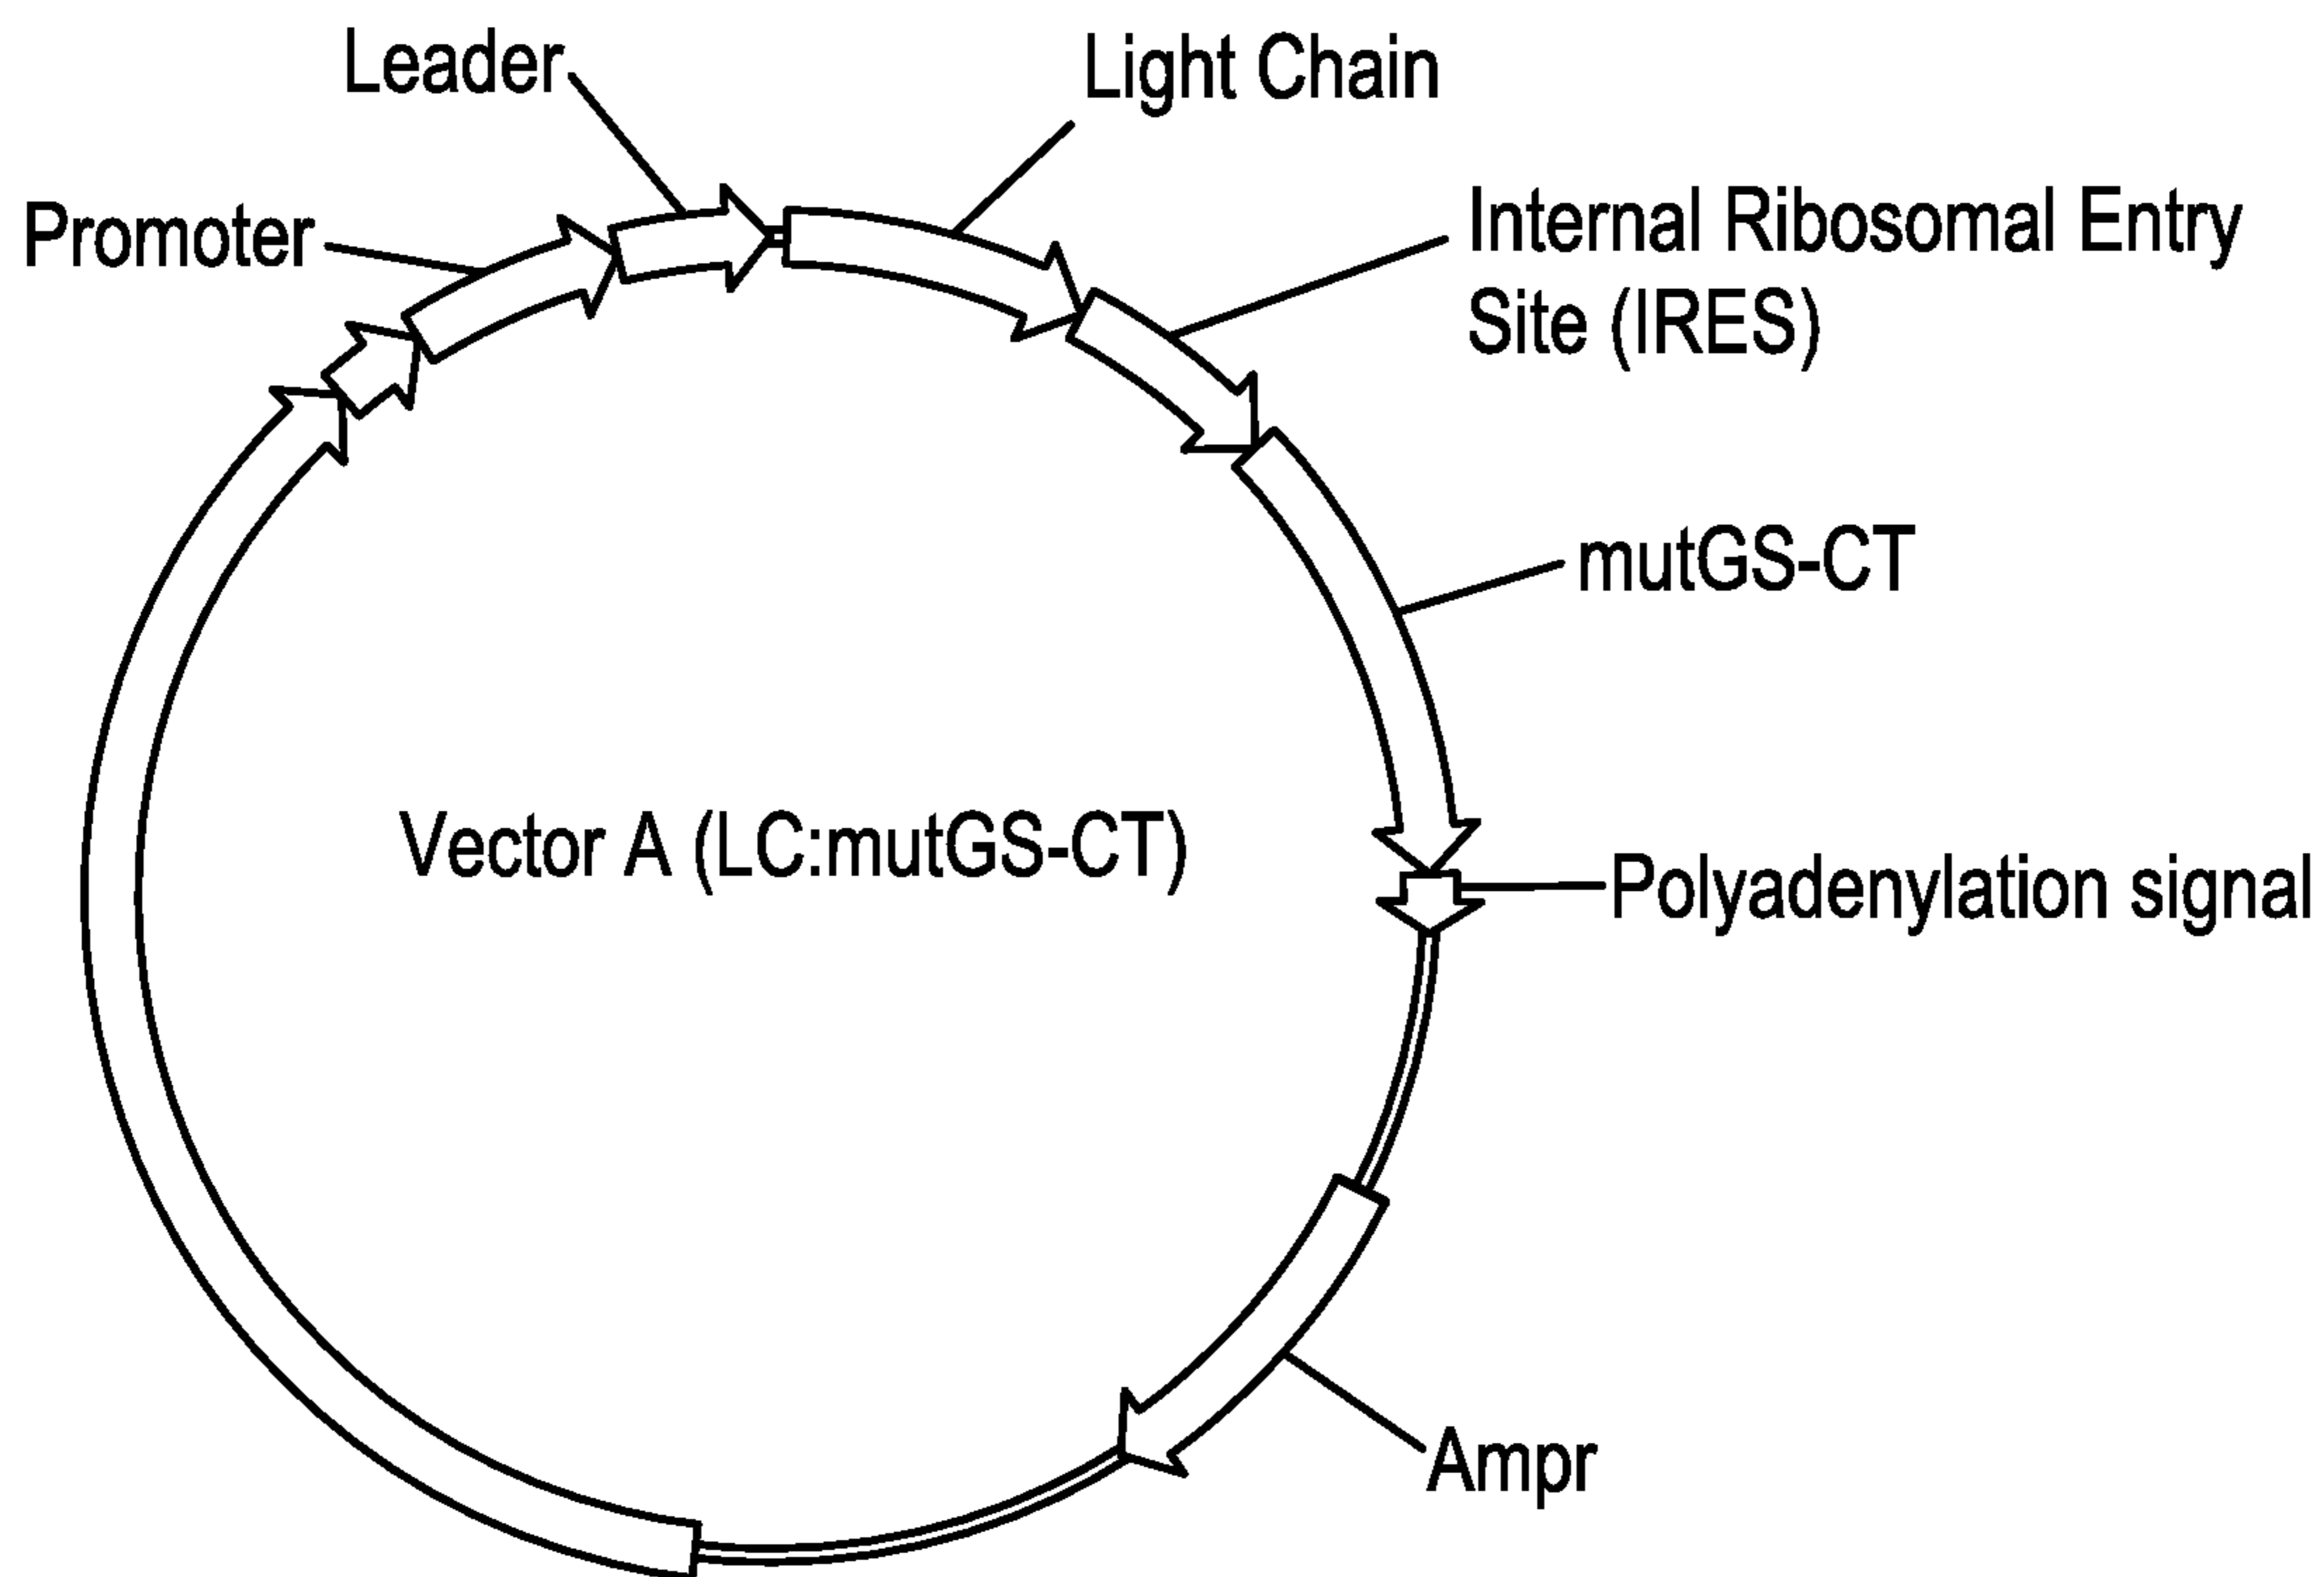 Leader
Light Chain
Promoter
Internal Ribosomal Entry
Site (IRES)
mutGS-CT
Vector A (LC:mutGS-CT)
Polyadenylation signal
Ampr